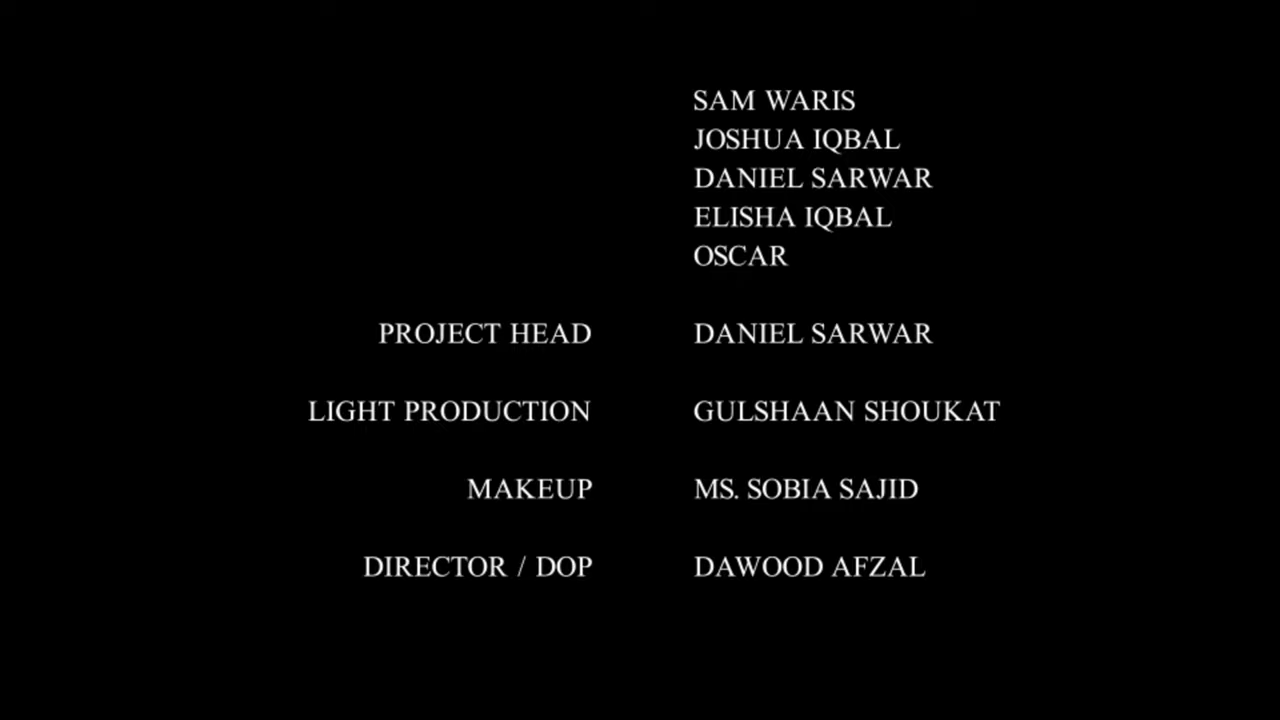 SAM WARIS
JOSHUA IQBAL
DANIEL SARWAR
ELISHA IQBAL
OSCAR
PROJECT HEAD DANIEL SARWAR
LIGHT PRODUCTION GULSHAAN SHOUKAT
MAKEUP MS. SOBIA SAJID
DIRECTOR / DOP DAWOOD AFZAL